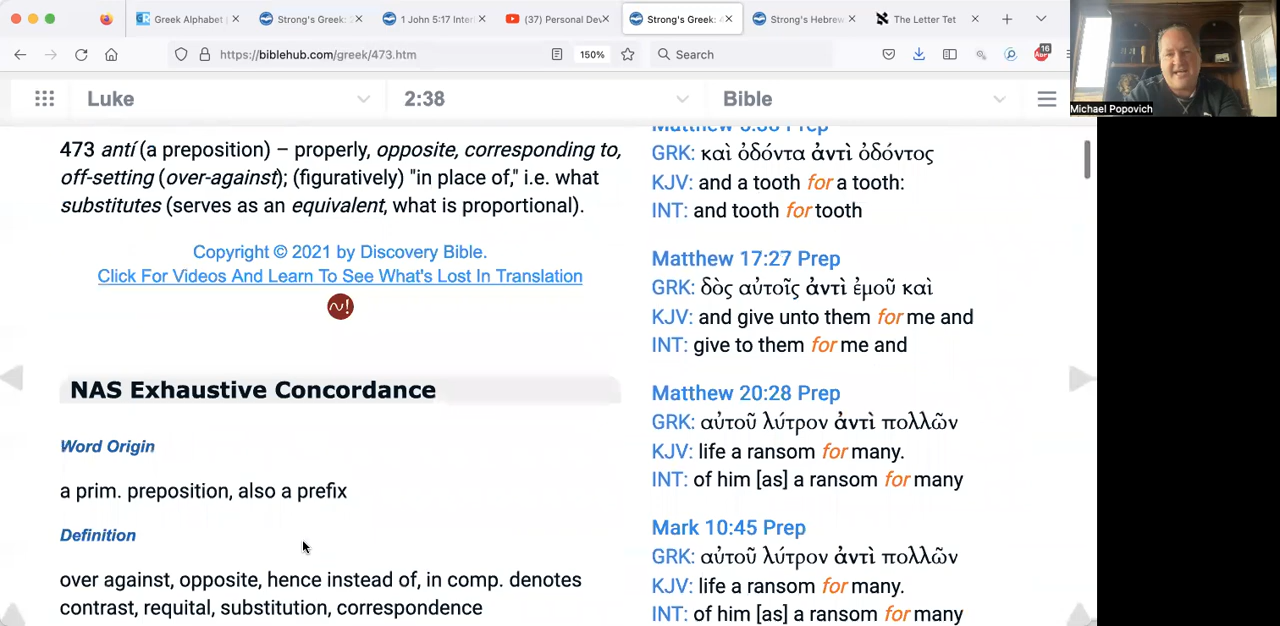 Greek Alphabet |
Strong's Greek: 2
1 John 5:17 Inter
(37) Personal Dev
Strong's Greek: 4
Strong's Hebrew
The Letter Tet
https://biblehub.com/greek/473.htm
150%
Search
16
Luke
2:38
Bible
Michael Popovich
473 antí (a preposition) – properly, opposite, corresponding to,
off-setting (over-against); (figuratively) "in place of," i.e. what
substitutes (serves as an equivalent, what is proportional).
Copyright © 2021 by Discovery Bible.
Click For Videos And Learn To See What's Lost In Translation
NAS Exhaustive Concordance
Word Origin
a prim. preposition, also a prefix
Definition
over against, opposite, hence instead of, in comp. denotes
contrast, requital, substitution, correspondence
Matthew 5:38 Prep
GRK: καὶ ὀδόντα ἀντὶ ὀδόντος
KJV: and a tooth for a tooth:
INT: and tooth for tooth
Matthew 17:27 Prep
GRK: δὸς αὐτοῖς ἀντὶ ἐμοῦ καὶ
KJV: and give unto them for me and
INT: give to them for me and
Matthew 20:28 Prep
GRK: αὐτοῦ λύτρον ἀντὶ πολλῶν
KJV: life a ransom for many.
INT: of him [as] a ransom for many
Mark 10:45 Prep
GRK: αὐτοῦ λύτρον ἀντὶ πολλῶν
KJV: life a ransom for many.
INT: of him [as] a ransom for many